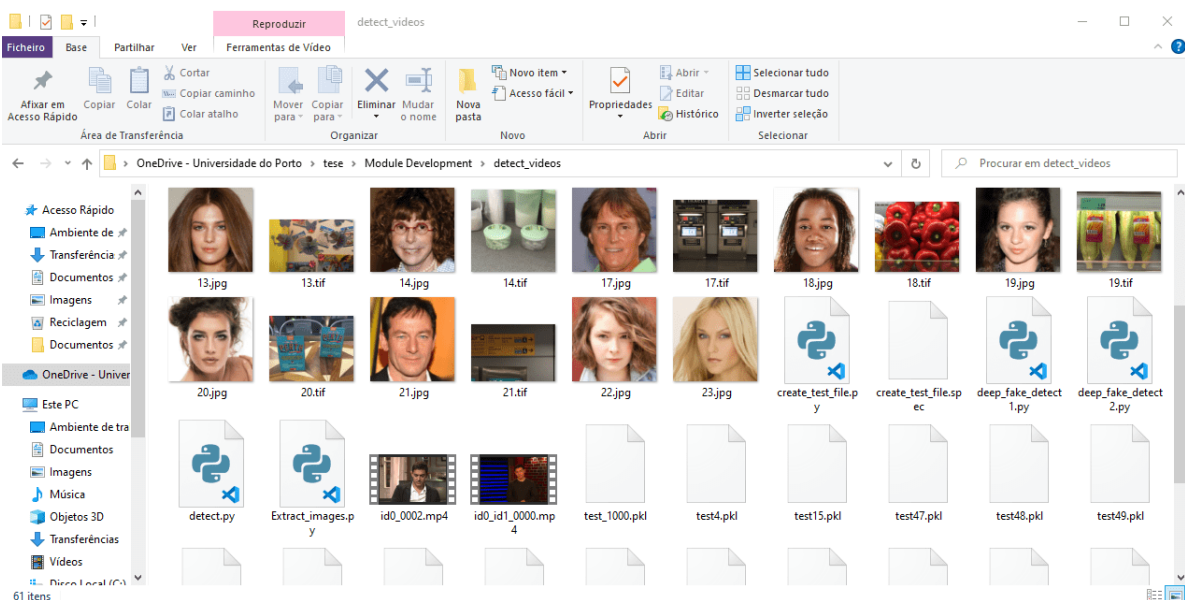 Reproduzir
detect_videos
Ficheiro
Base
Partilhar
Ver
Ferramentas de Vídeo
Afixar em
Acesso Rápido
Copiar
Colar
Cortar
Copiar caminho
Colar atalho
Área de Transferência
Mover
para
Copiar
para
Eliminar
Mudar
o nome
Organizar
Nova
pasta
Novo item
Acesso fácil
Novo
Propriedades
Abrir
Editar
Histórico
Abrir
Selecionar tudo
Desmarcar tudo
Inverter seleção
Selecionar
OneDrive - Universidade do Porto › tese › Module Development › detect_videos
Procurar em detect_videos
Acesso Rápido
Ambiente de
Transferência
Documentos
Imagens
Reciclagem
Documentos
OneDrive - Univer
Este PC
Ambiente de tra
Documentos
Imagens
Música
Objetos 3D
Transferências
Vídeos
Disco Local (C:)
13.jpg
13.tif
14.jpg
14.tif
17.jpg
17.tif
18.jpg
18.tif
19.jpg
19.tif
20.jpg
20.tif
21.jpg
21.tif
22.jpg
23.jpg
create_test_file.p
y
create_test_file.sp
ec
deep_fake_detect
1.py
deep_fake_detect
2.py
detect.py
Extract_images.p
y
id0_0002.mp4
id0_id1_0000.mp
4
test_1000.pkl
test4.pkl
test15.pkl
test47.pkl
test48.pkl
test49.pkl
61 itens